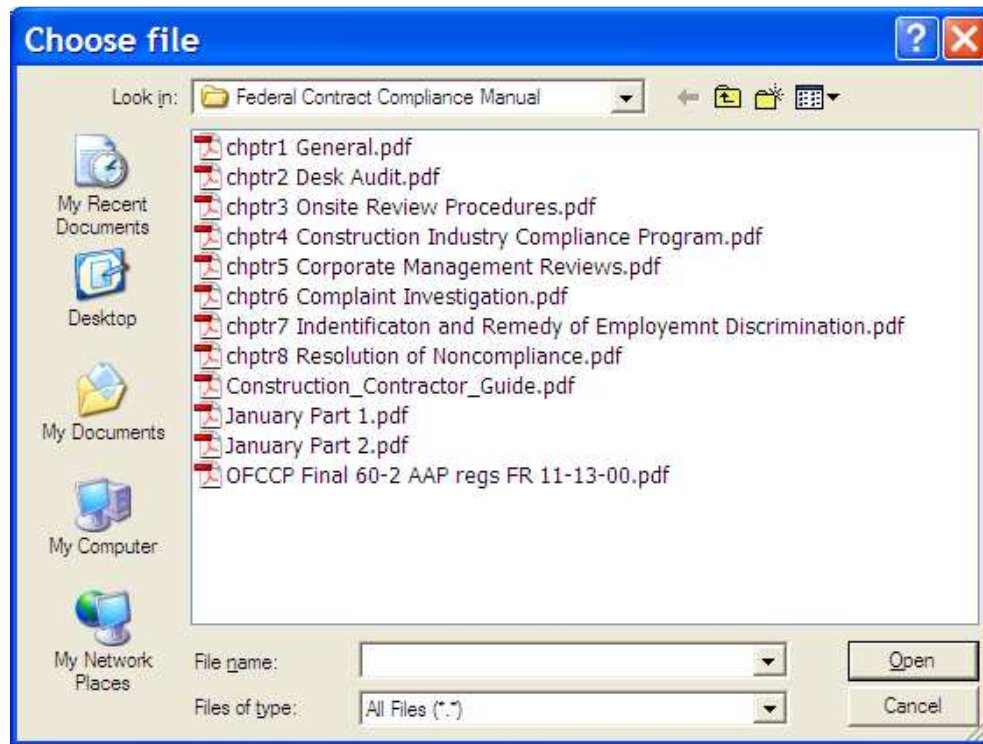 Choose file
Look in: Federal Contract Compliance Manual
My Recent
Documents
Desktop
My Documents
My Computer
My Network
Places
chptr1 General.pdf
chptr2 Desk Audit.pdf
chptr3 Onsite Review Procedures.pdf
chptr4 Construction Industry Compliance Program.pdf
chptr5 Corporate Management Reviews.pdf
chptr6 Complaint Investigation.pdf
chptr7 Indentificaton and Remedy of Employemnt Discrimination.pdf
chptr8 Resolution of Noncompliance.pdf
Construction_Contractor_Guide.pdf
January Part 1.pdf
January Part 2.pdf
OFCCP Final 60-2 AAP regs FR 11-13-00.pdf
File name:
Open
Files of type: All Files (*.*)
Cancel